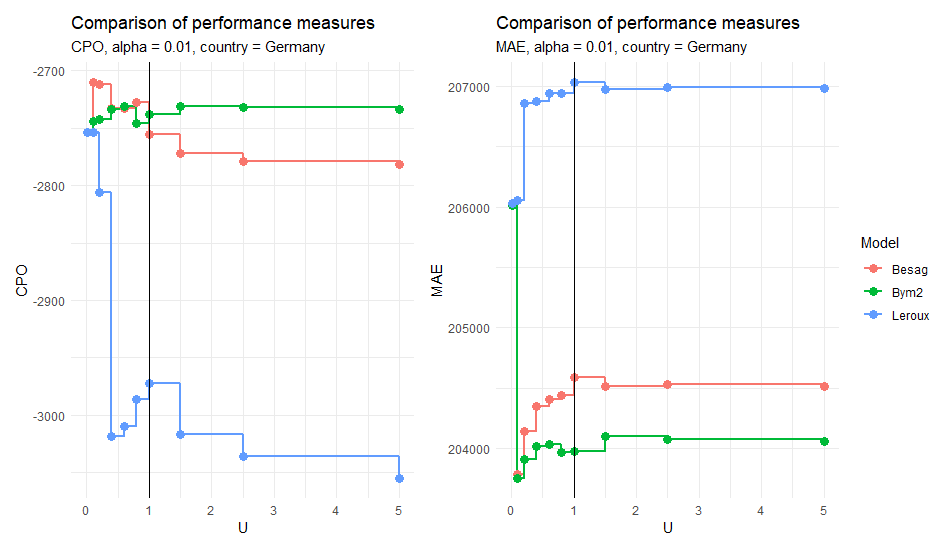 Comparison of performance measures
CPO, alpha = 0.01, country = Germany
-2700
-2800
-2900
-3000
CPO
0 1 2 3 4 5
U
Comparison of performance measures
MAE, alpha = 0.01, country = Germany
207000
206000
205000
204000
MAE
0 1 2 3 4 5
U
Model
Besag
Bym2
Leroux